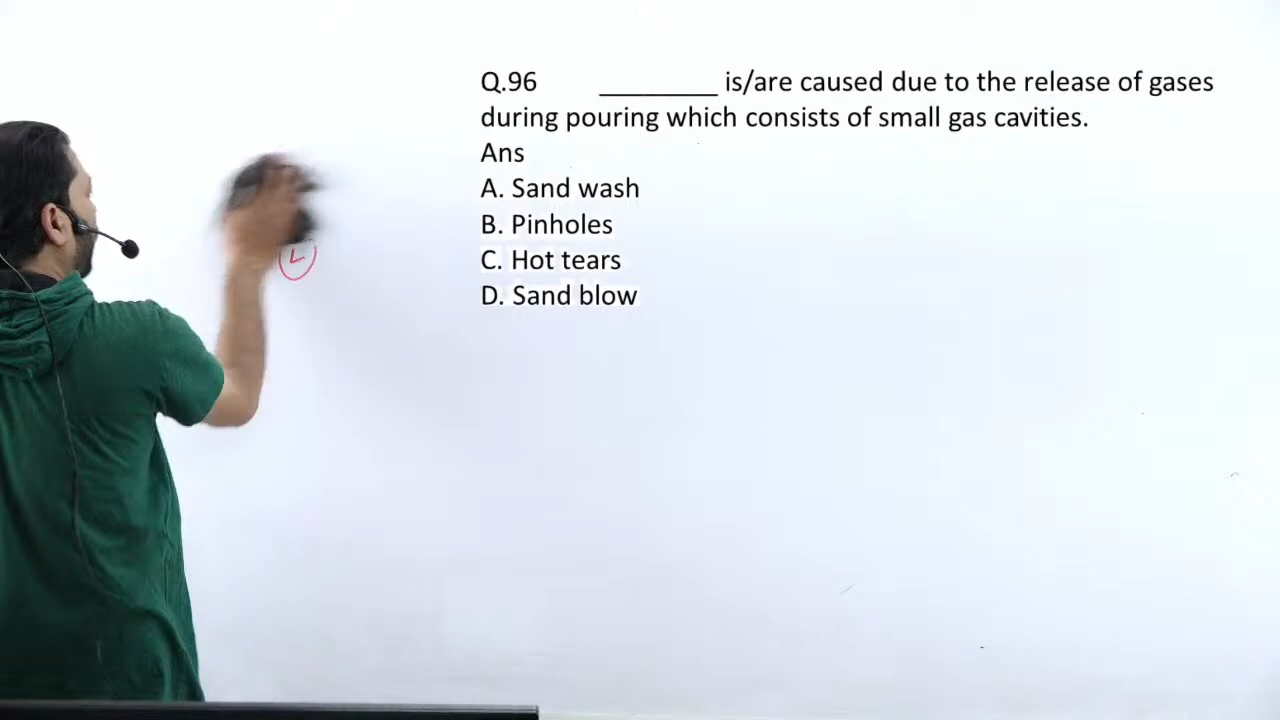 Q.96 ________ is/are caused due to the release of gases
during pouring which consists of small gas cavities.
Ans
A. Sand wash
B. Pinholes
C. Hot tears
D. Sand blow